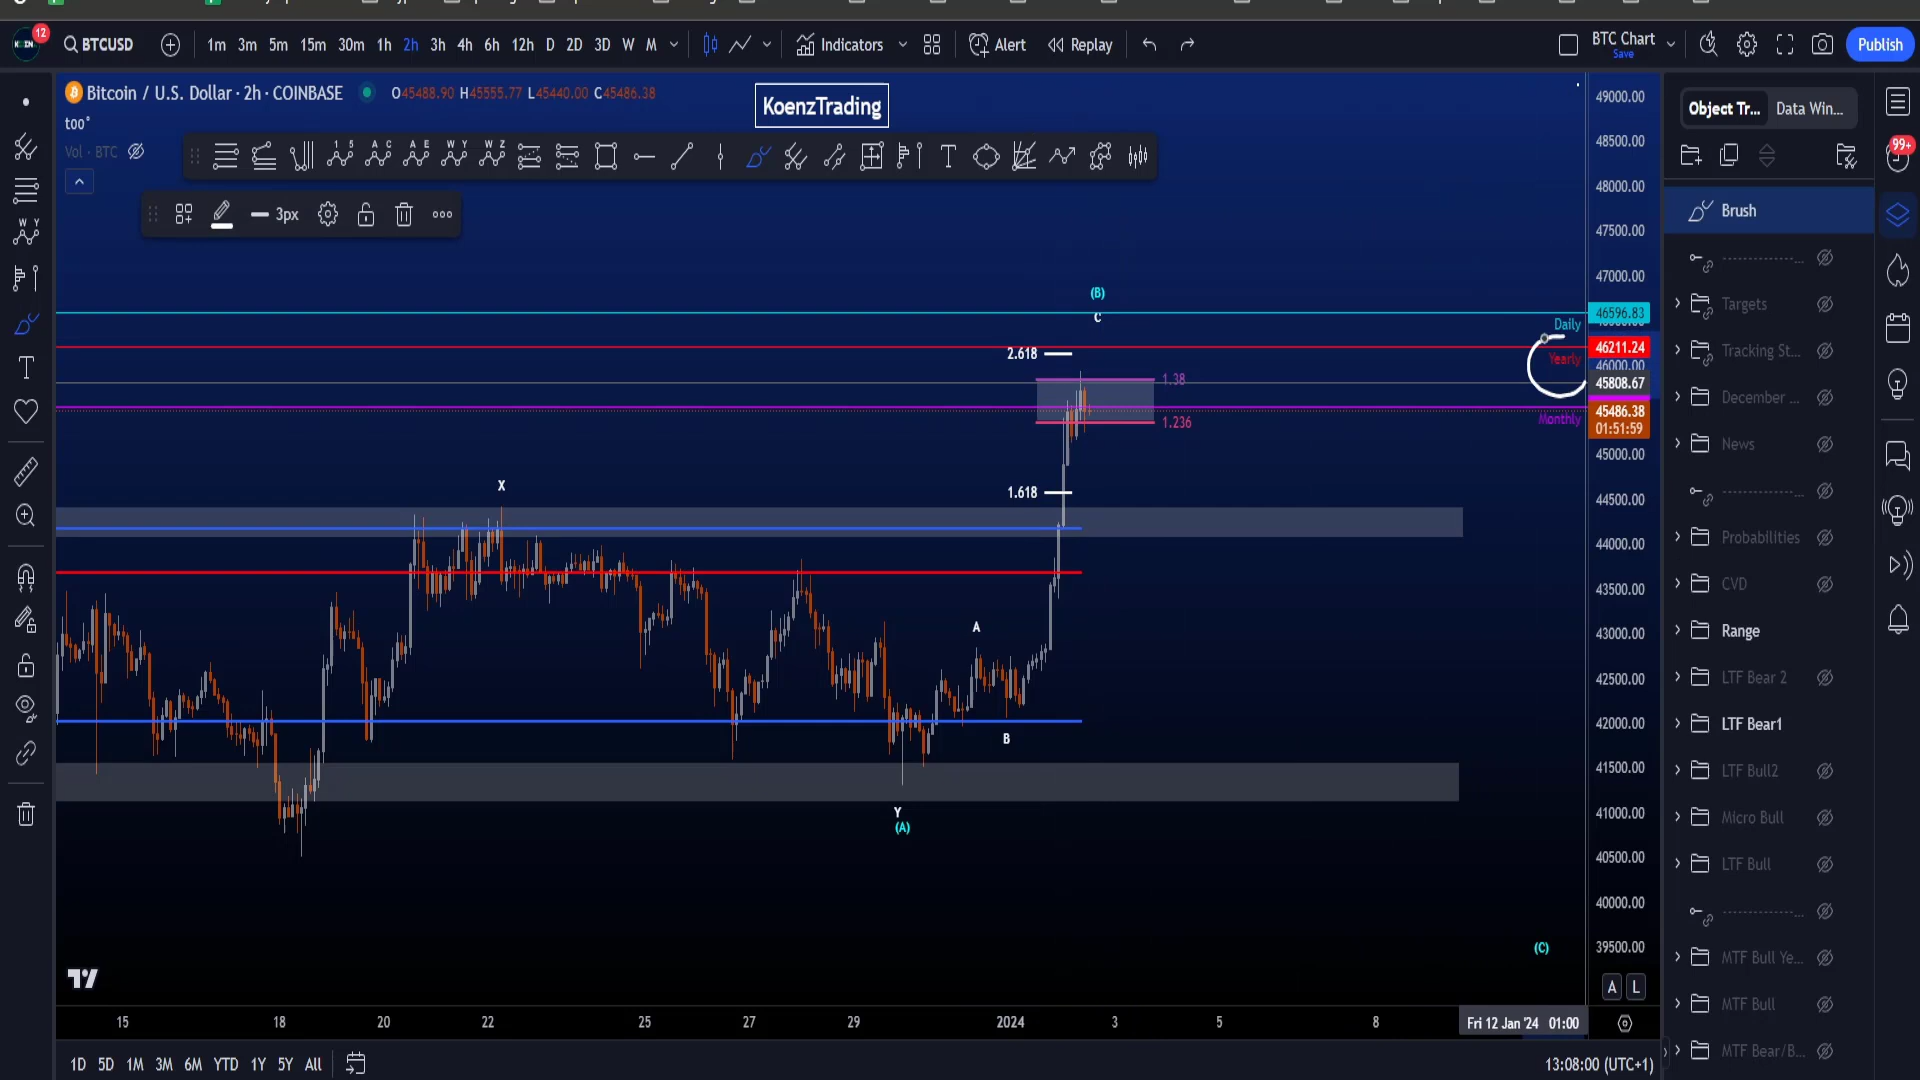 12
BTCUSD
1m 3m 5m 15m 30m 1h 2h 3h 4h 6h 12h D 2D 3D W M
Indicators
Alert
Replay
BTC Chart
Save
Publish
Bitcoin / U.S. Dollar · 2h · COINBASE
O45488.90 H45555.77 L45440.00 C45486.38
KoenzTrading
Vol · BTC
3px
Object Tr...
Data Win...
99+
Brush
Targets
Tracking St...
December ...
News
Probabilities
CVD
Range
LTF Bear 2
LTF Bear1
LTF Bull2
Micro Bull
LTF Bull
MTF Bull Ye...
MTF Bull
MTF Bear/B...
49000.00
48500.00
48000.00
47500.00
47000.00
46596.83
46211.24
46000.00
45808.67
45486.38
01:51:59
45000.00
44500.00
44000.00
43500.00
43000.00
42500.00
42000.00
41500.00
41000.00
40500.00
40000.00
39500.00
Daily
Yearly
Monthly
(B)
C
2.618
1.38
1.236
1.618
X
A
B
Y
(A)
(C)
A L
15 18 20 22 25 27 29 2024 3 5 8
Fri 12 Jan '24 01:00
1D 5D 1M 3M 6M YTD 1Y 5Y All
13:08:00 (UTC+1)